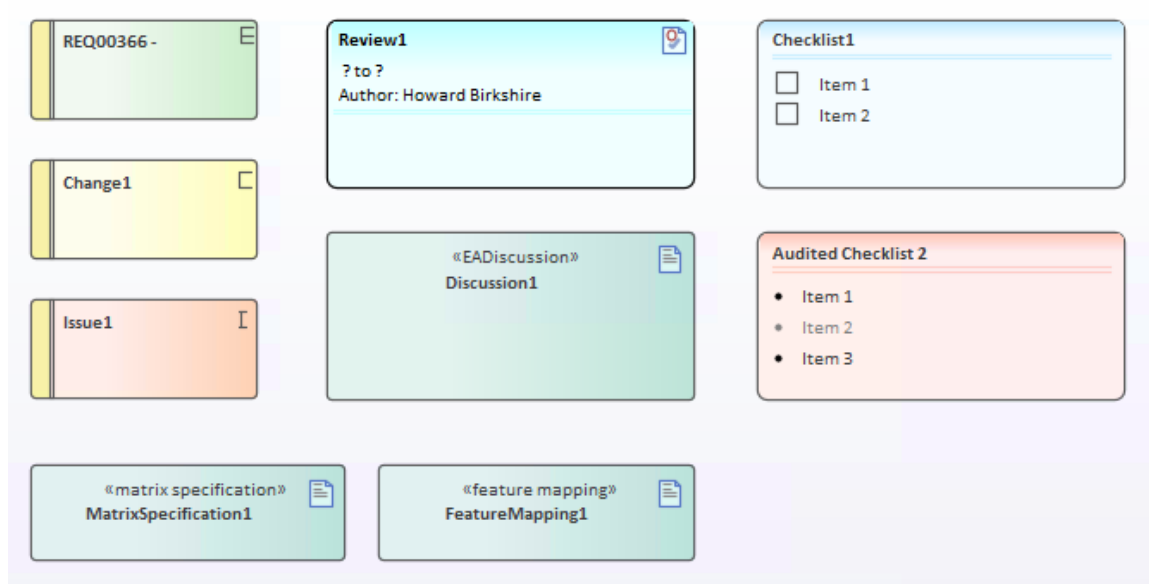 REQ00366 -
E
Review1
? to ?
Author: Howard Birkshire
Checklist1
Item 1
Item 2
Change1
«EADiscussion»
Discussion1
Audited Checklist 2
• Item 1
• Item 2
• Item 3
Issue1
I
«matrix specification»
MatrixSpecification1
«feature mapping»
FeatureMapping1